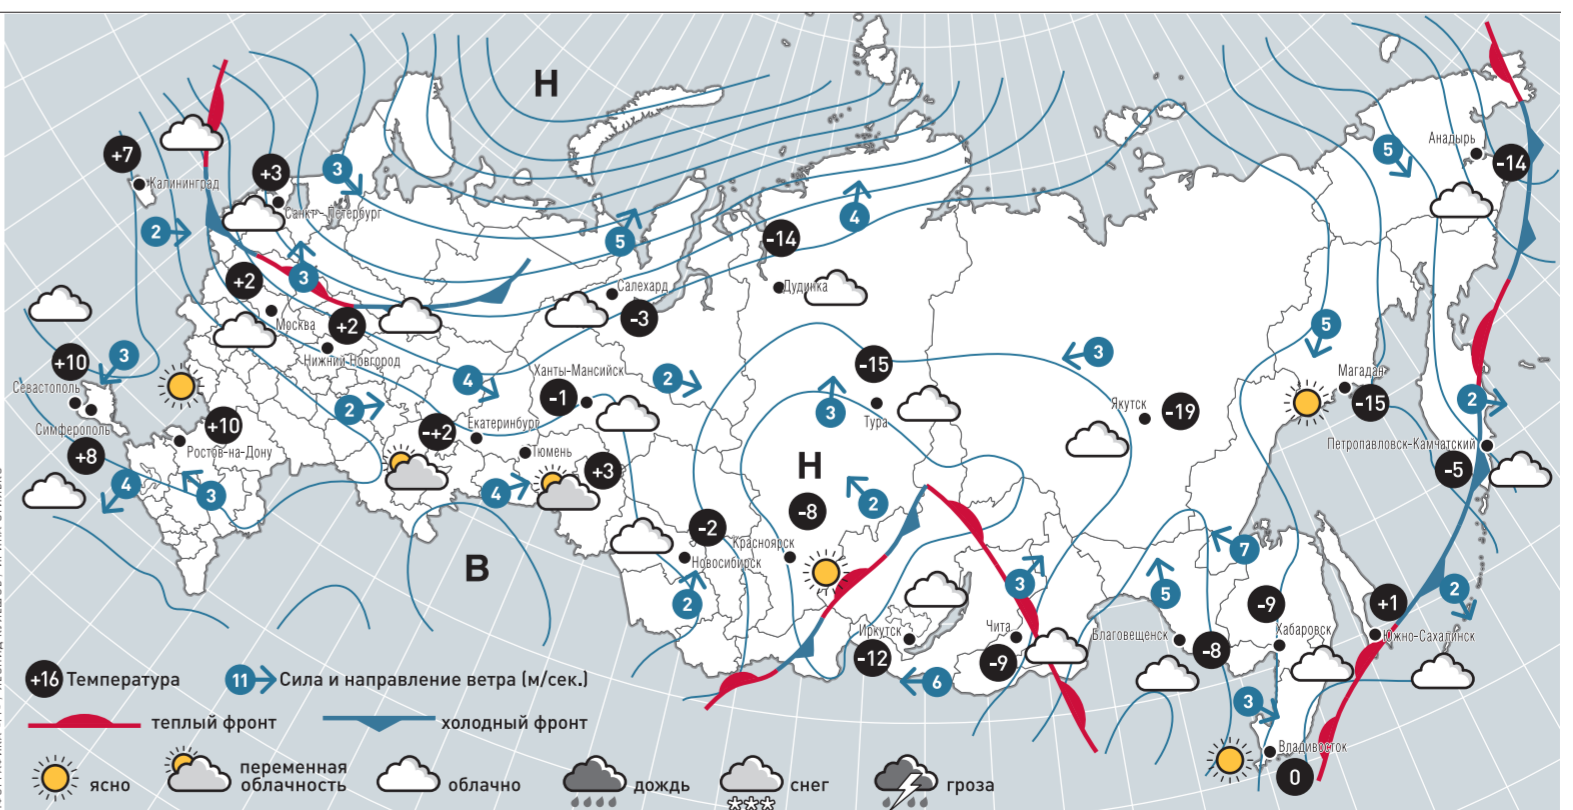 Н
+7
Калининград
+3
3
Санкт-Петербург
2
5
Анадырь
-14
5
4
-14
Дудинка
3
+2
Москва
+2
Нижний Новгород
Салехард
-3
+10
3
Севастополь
Симферополь
+8
+10
Ростов-на-Дону
4
3
4
2
-+2
Екатеринбург
Ханты-Мансийск
-1
2
Тюмень
4
+3
-15
Тура
3
3
Якутск
-19
5
Магадан
-15
2
Петропавловск-Камчатский
-5
Н
-8
2
В
-2
Новосибирск
Красноярск
2
7
3
5
-9
Хабаровск
2
+1
Южно-Сахалинск
Иркутск
-12
Чита
-9
6
Благовещенск
-8
3
Владивосток
0
+16 Температура
11 Сила и направление ветра (м/сек.)
теплый фронт
холодный фронт
ясно
переменная
облачность
облачно
дождь
снег
гроза